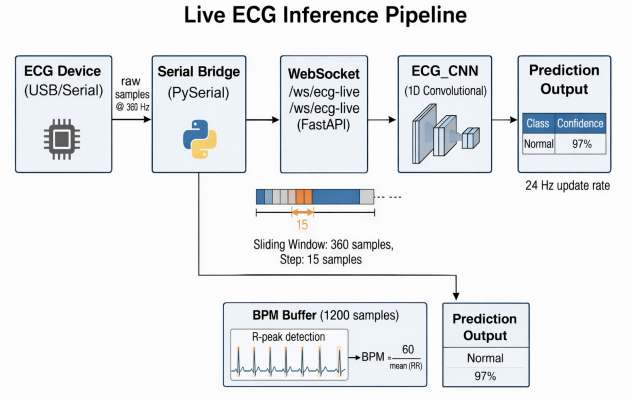 Live ECG Inference Pipeline
ECG Device
(USB/Serial)
raw
samples
@ 360 Hz
Serial Bridge
(PySerial)
WebSocket
/ws/ecg-live
/ws/ecg-live
(FastAPI)
ECG_CNN
(1D Convolutional)
Prediction
Output
Class Confidence
Normal 97%
24 Hz update rate
15
Sliding Window: 360 samples,
Step: 15 samples
BPM Buffer (1200 samples)
R-peak detection
BPM = 60
mean (RR)
Prediction
Output
Normal
97%